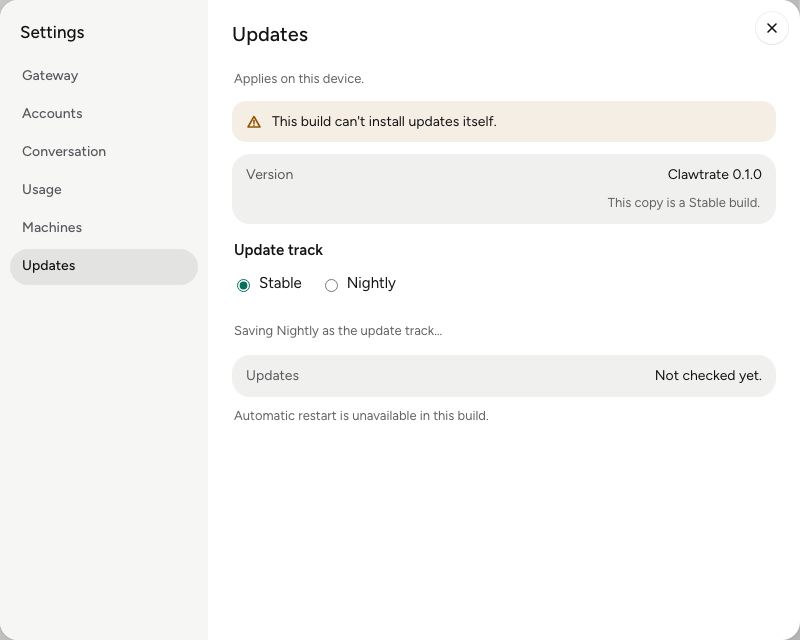 Settings
Gateway
Accounts
Conversation
Usage
Machines
Updates
Updates
Applies on this device.
This build can't install updates itself.
Version
Clawtrate 0.1.0
This copy is a Stable build.
Update track
Stable
Nightly
Saving Nightly as the update track…
Updates
Not checked yet.
Automatic restart is unavailable in this build.